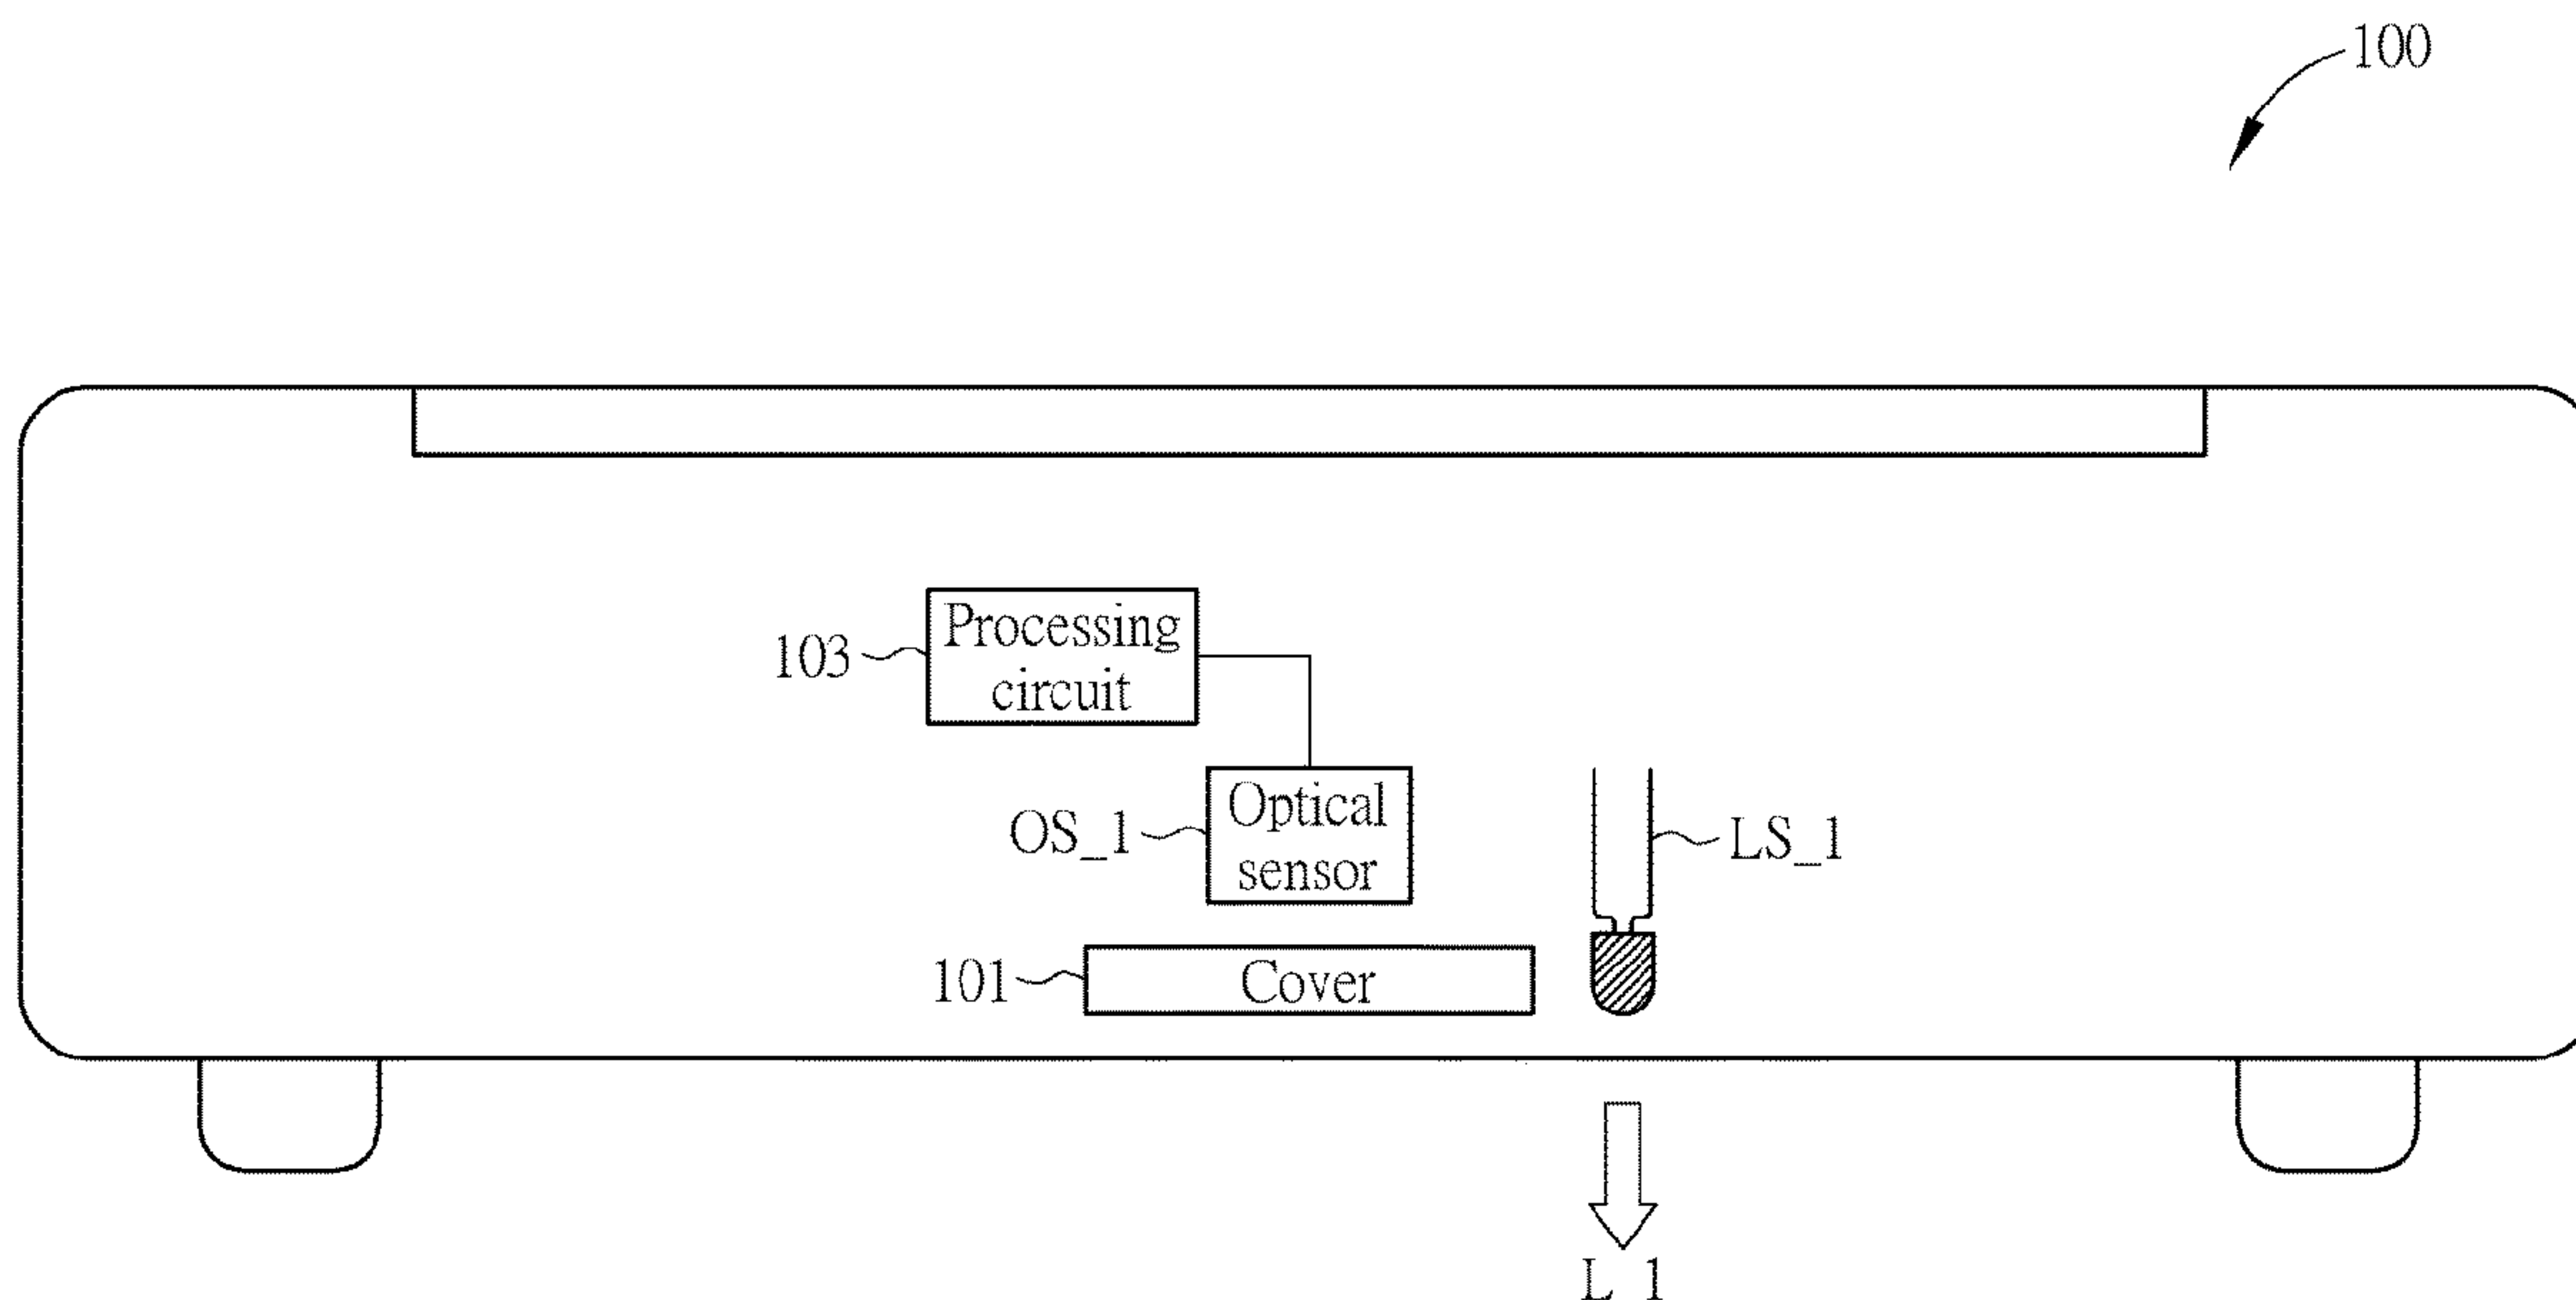 100
Processing
circuit
103
Optical
sensor
OS_1
LS_1
101
Cover
L_1